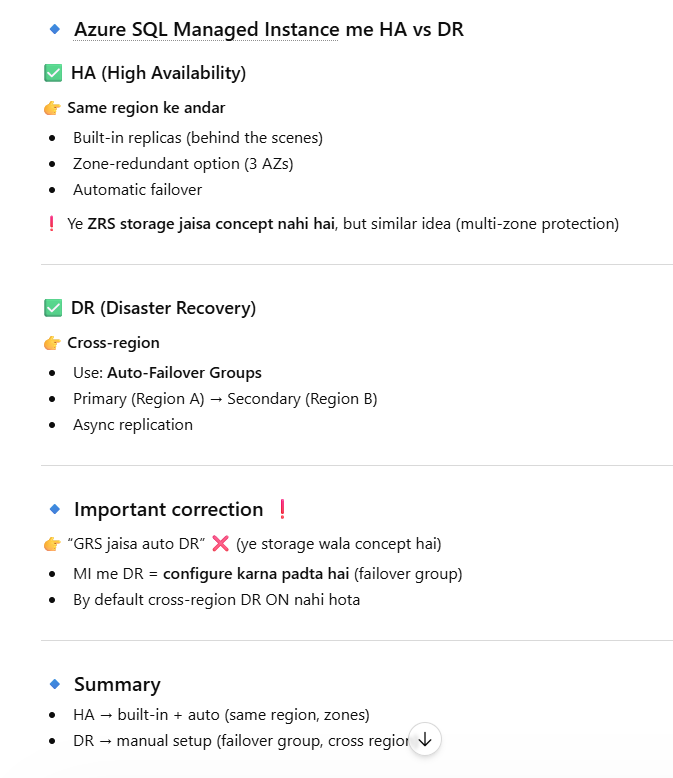 Azure SQL Managed Instance me HA vs DR
✅ HA (High Availability)
👉 Same region ke andar
Built-in replicas (behind the scenes)
Zone-redundant option (3 AZs)
Automatic failover
❗ Ye ZRS storage jaisa concept nahi hai, but similar idea (multi-zone protection)
✅ DR (Disaster Recovery)
👉 Cross-region
Use: Auto-Failover Groups
Primary (Region A) → Secondary (Region B)
Async replication
Important correction ❗
👉 “GRS jaisa auto DR” ❌ (ye storage wala concept hai)
MI me DR = configure karna padta hai (failover group)
By default cross-region DR ON nahi hota
Summary
HA → built-in + auto (same region, zones)
DR → manual setup (failover group, cross region